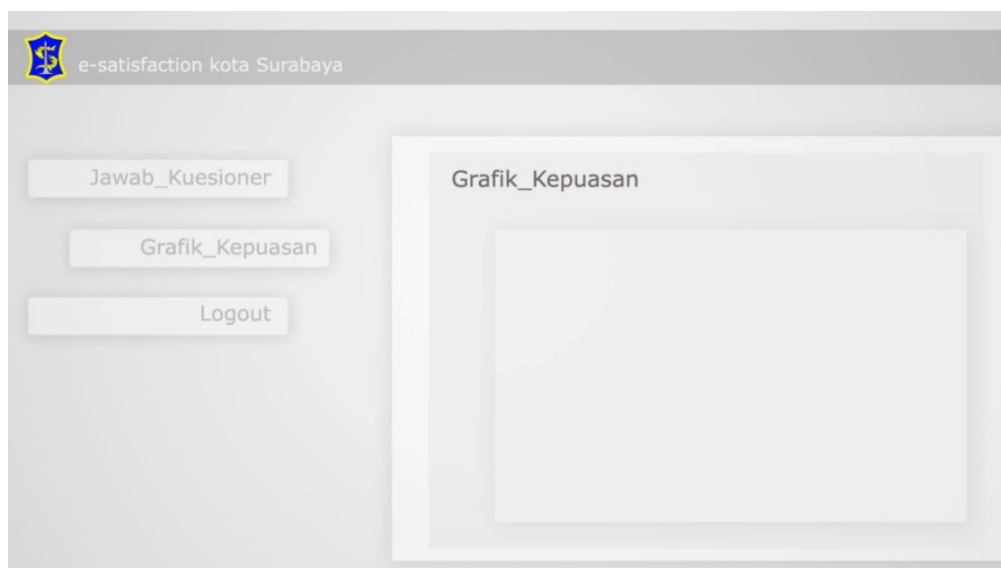 e-satisfaction kota Surabaya
Jawab_Kuesioner
Grafik_Kepuasan
Logout
Grafik_Kepuasan